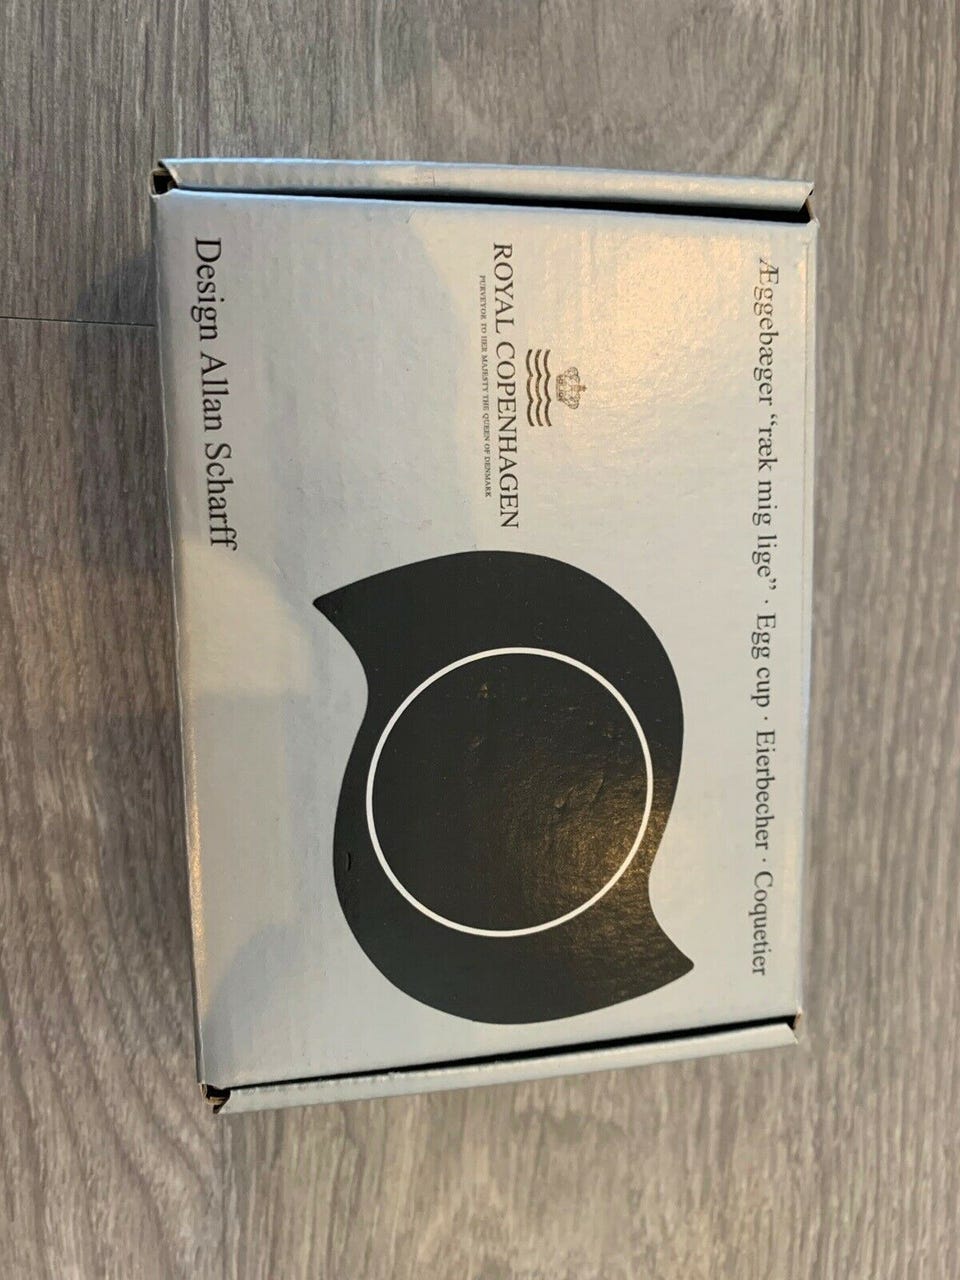 Æggebæger “ræk mig lige” · Egg cup · Eierbecher · Coquetier
ROYAL COPENHAGEN
PURVEYOR TO HER MAJESTY THE QUEEN OF DENMARK
Design Allan Scharff